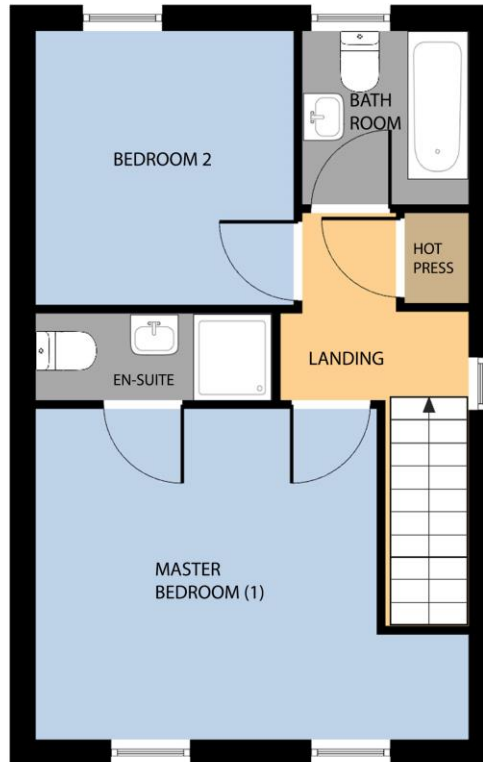 BATH
ROOM
BEDROOM 2
HOT
PRESS
LANDING
EN-SUITE
MASTER
BEDROOM (1)